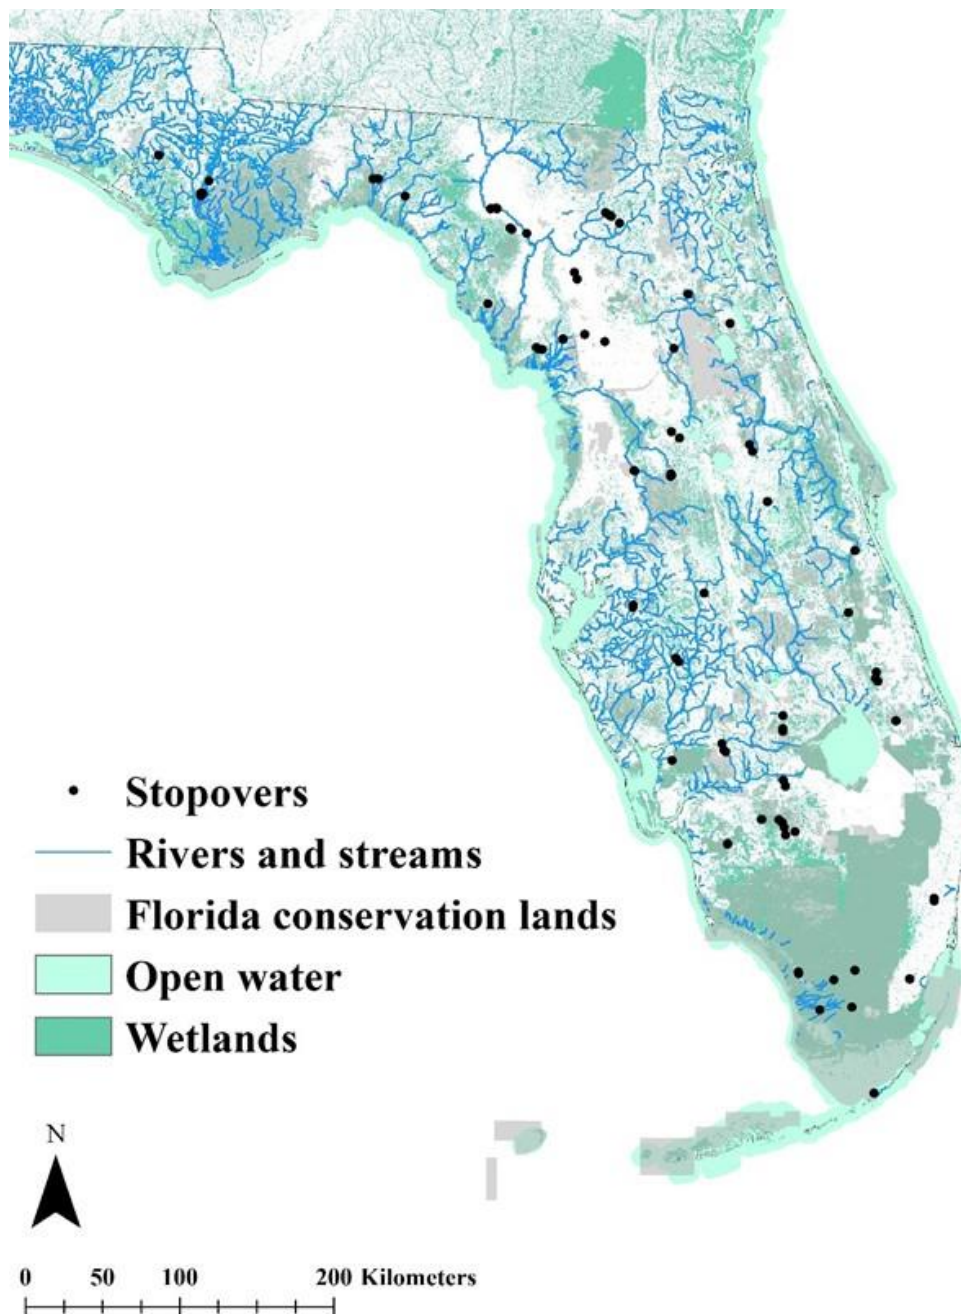 Stopovers
Rivers and streams
Florida conservation lands
Open water
Wetlands
N
0 50 100 200 Kilometers